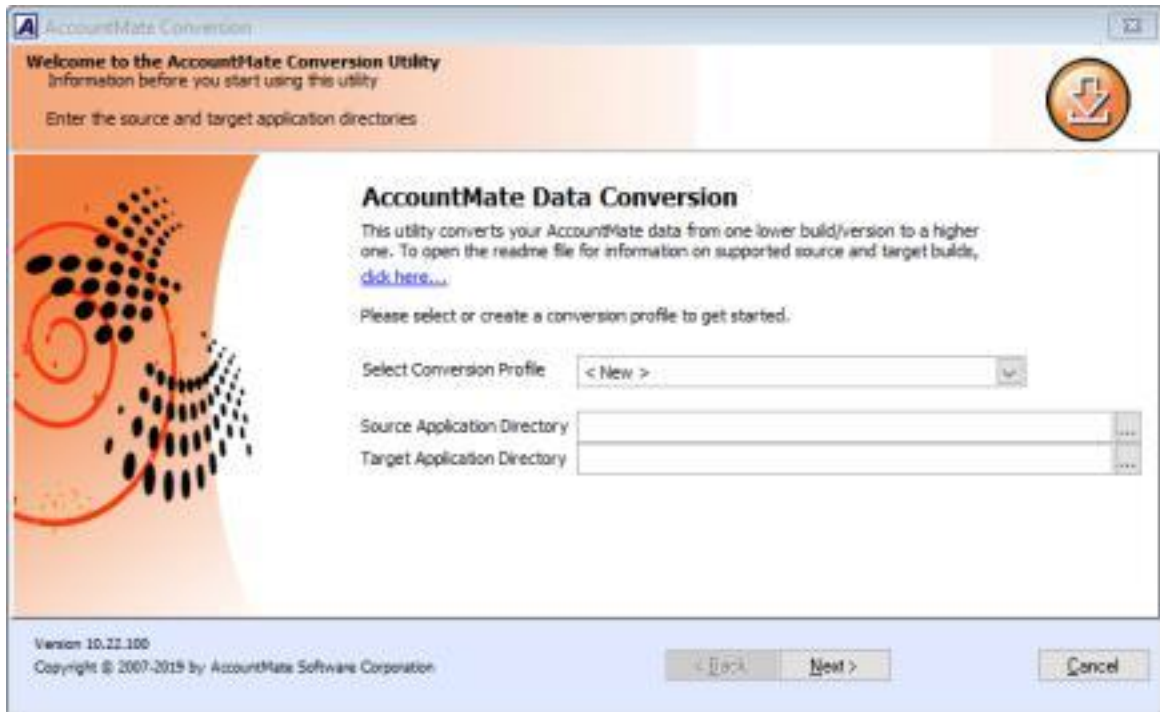 A AccountMate Conversion
Welcome to the AccountMate Conversion Utility
Information before you start using this utility
Enter the source and target application directories
AccountMate Data Conversion
This utility converts your AccountMate data from one lower build/version to a higher
one. To open the readme file for information on supported source and target builds,
click here...
Please select or create a conversion profile to get started.
Select Conversion Profile < New >
Source Application Directory ...
Target Application Directory ...
Version 10.22.100
Copyright © 2007-2019 by AccountMate Software Corporation
< Back Next > Cancel